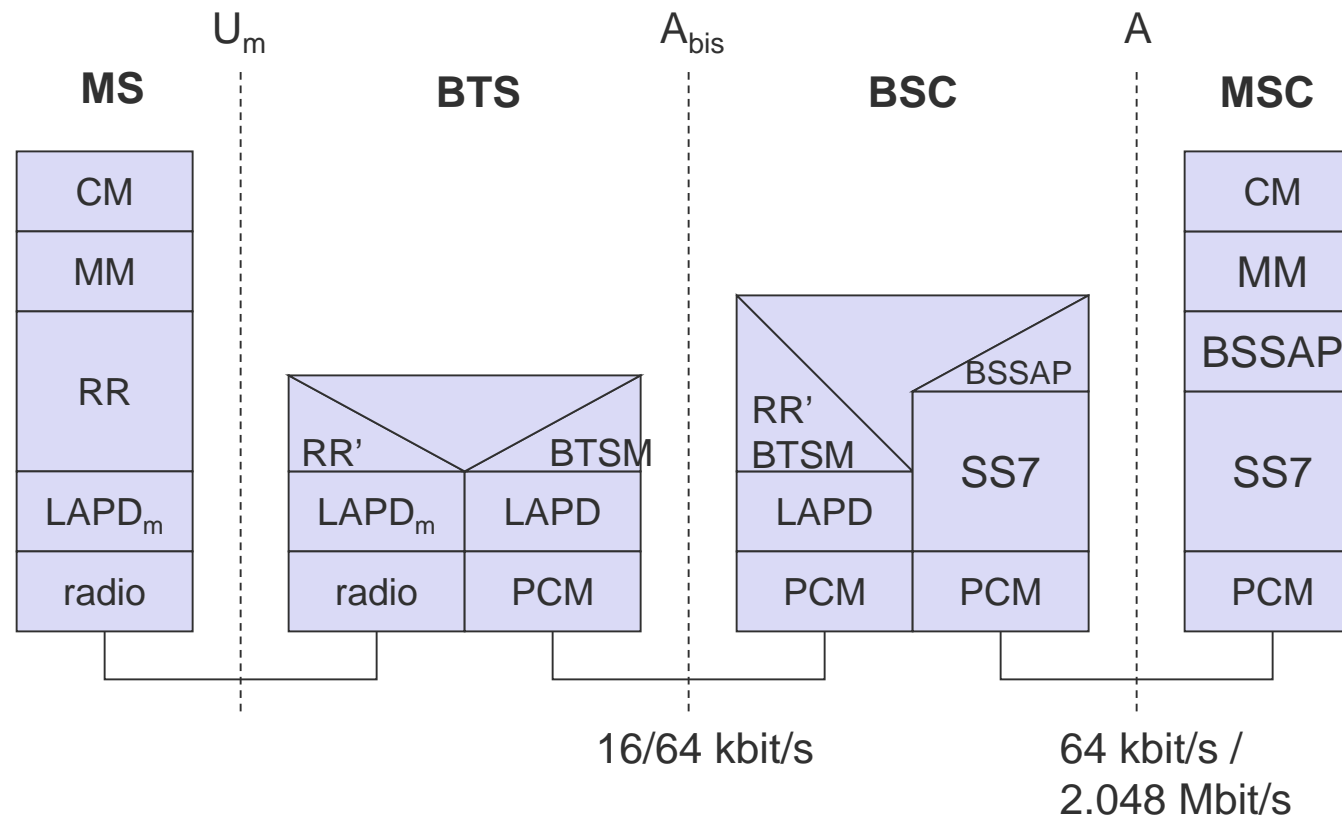 Um Abis A
MS BTS BSC MSC
CM CM
MM MM
RR BSSAP BSSAP
RR' BTSM RR'
BTSM SS7 SS7
LAPDm LAPDm LAPD LAPD
radio radio PCM PCM PCM PCM
16/64 kbit/s 64 kbit/s /
2.048 Mbit/s